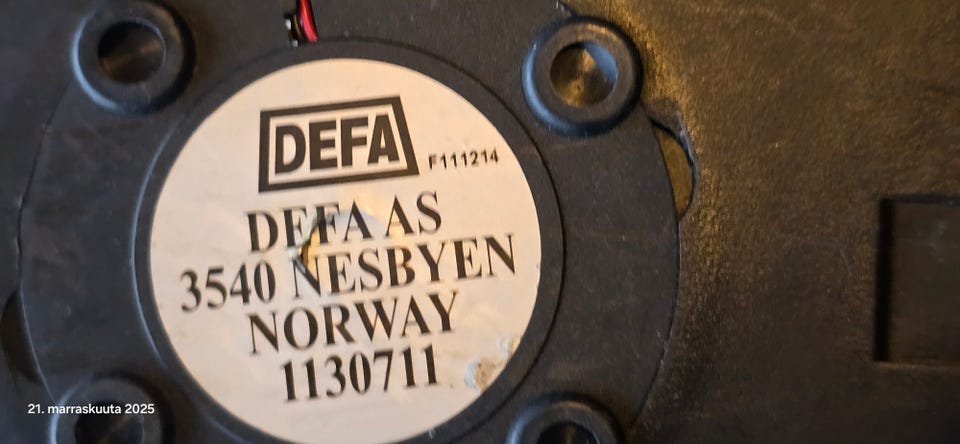 DEFA
F111214
DEFA AS
3540 NESBYEN
NORWAY
1130711
21. marraskuuta 2025